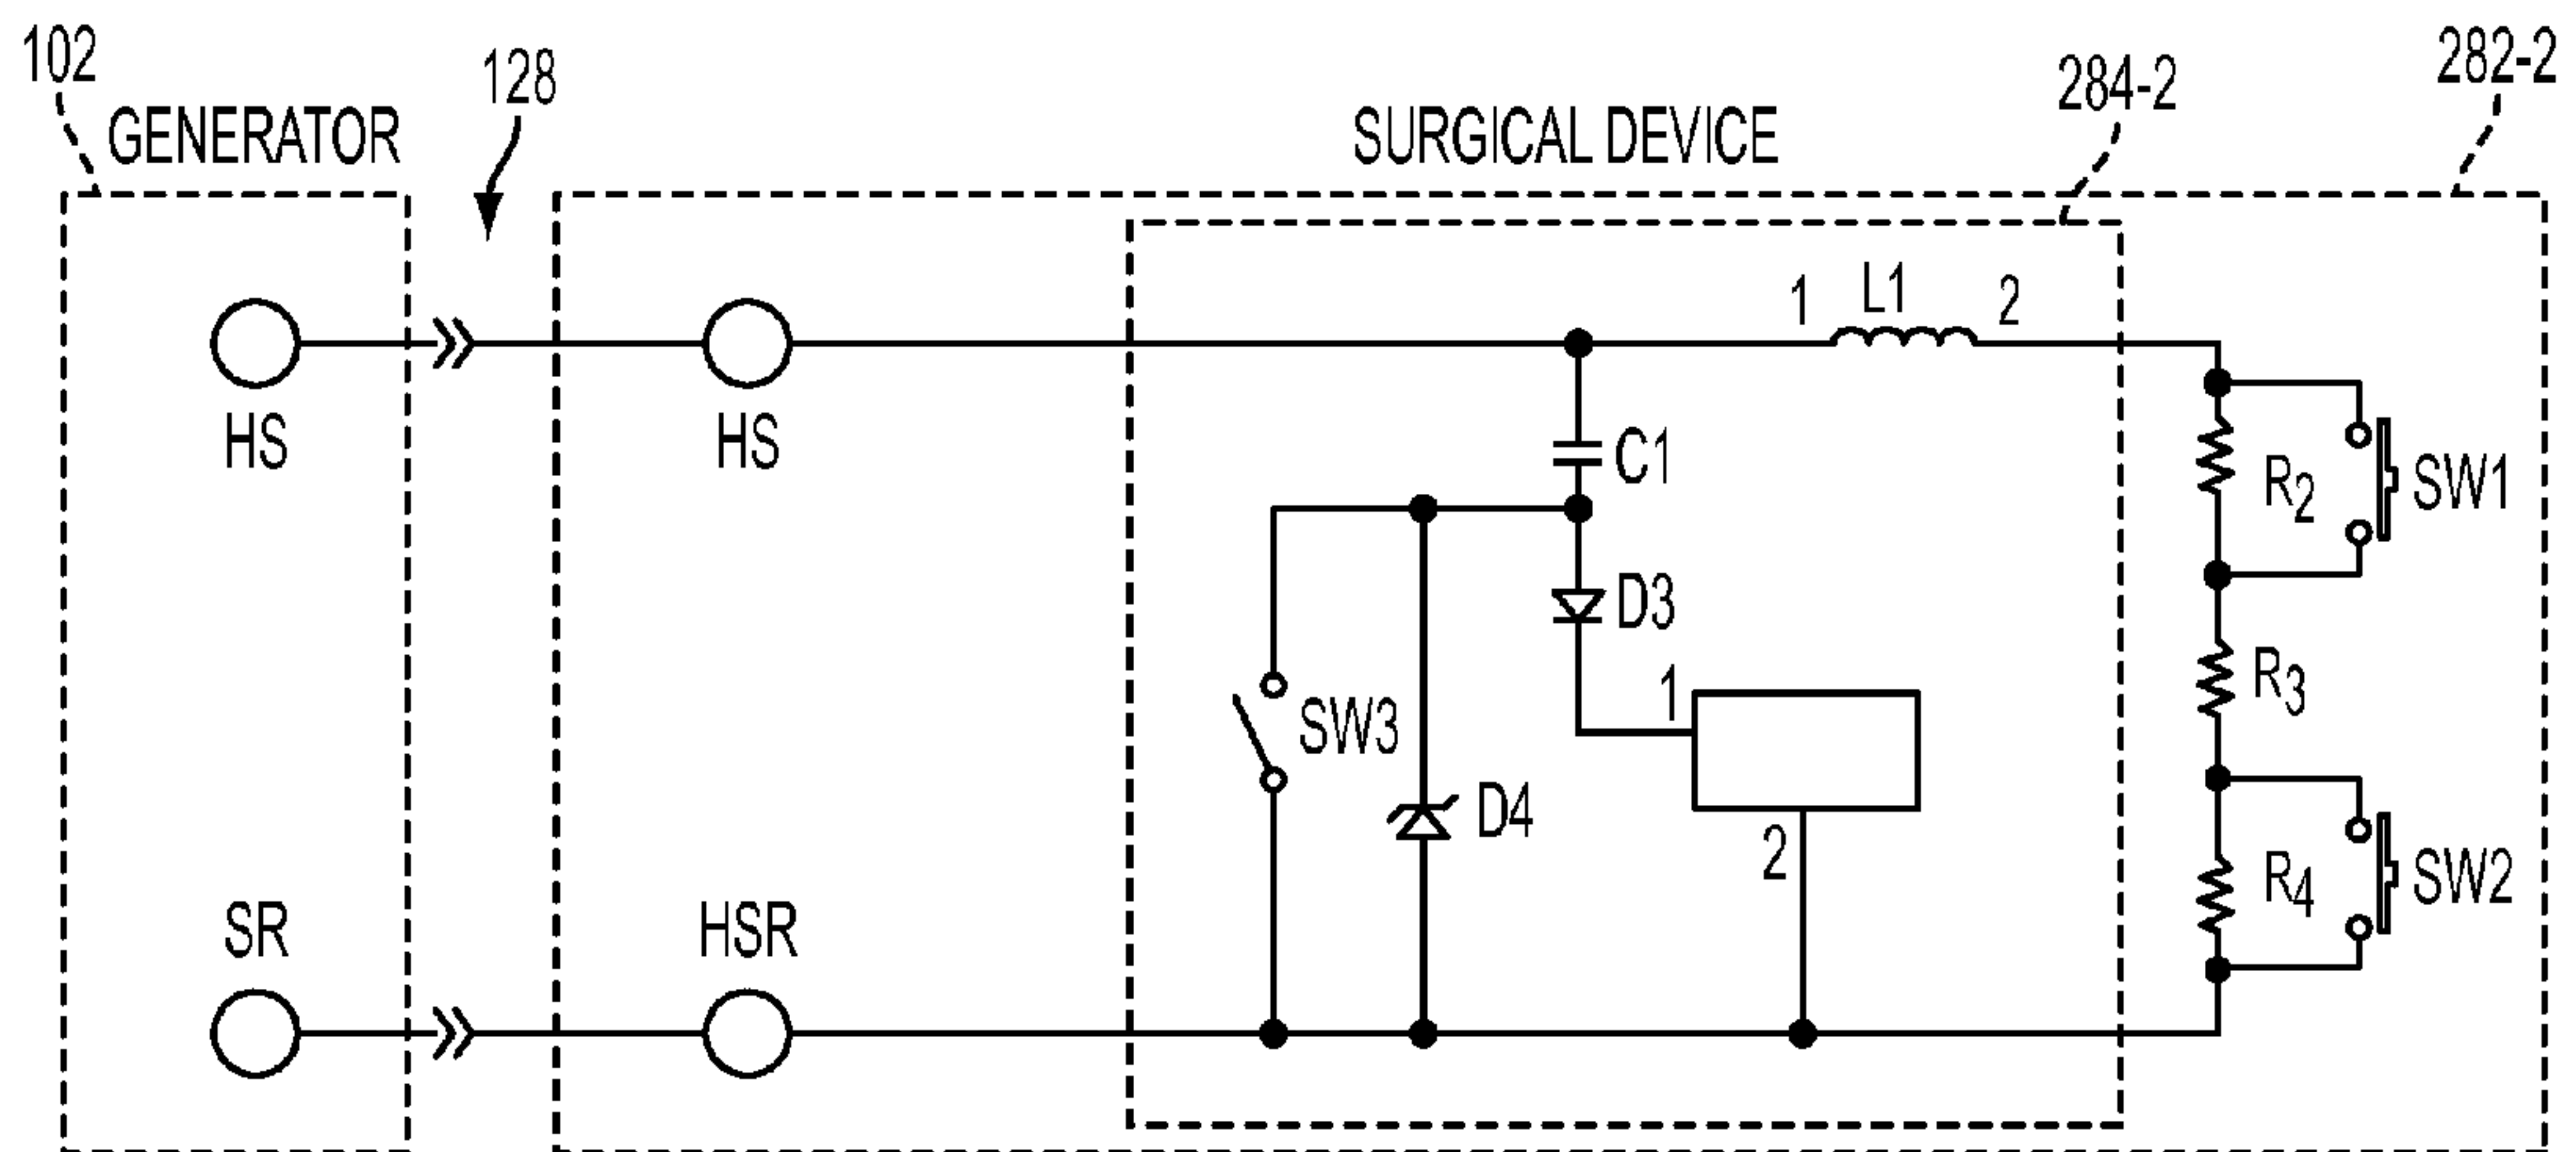 102
GENERATOR
128
SURGICAL DEVICE
284-2
282-2
1
L1
2
HS
HS
C1
R2
SW1
D3
SW3
1
R3
D4
2
R4
SW2
SR
HSR